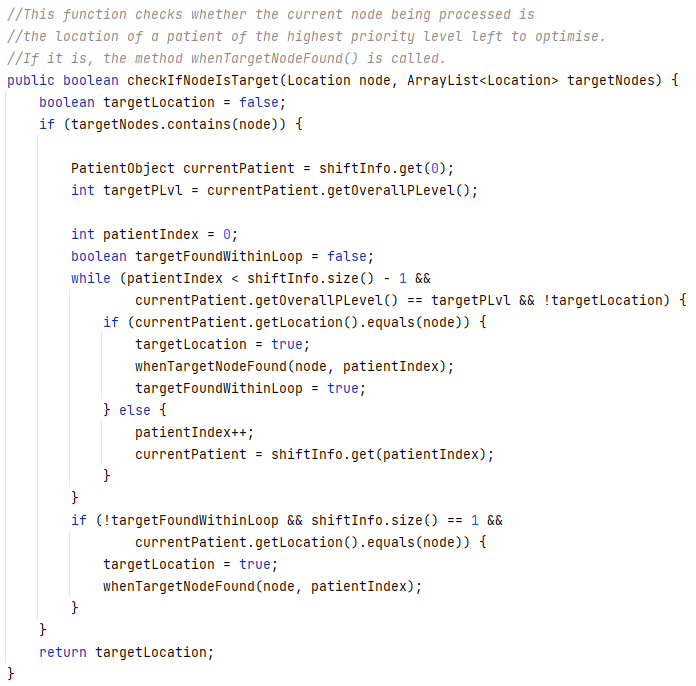 //This function checks whether the current node being processed is
//the location of a patient of the highest priority level left to optimise.
//If it is, the method whenTargetNodeFound() is called.
public boolean checkIfNodeIsTarget(Location node, ArrayList<Location> targetNodes) {
    boolean targetLocation = false;
    if (targetNodes.contains(node)) {

        PatientObject currentPatient = shiftInfo.get(0);
        int targetPLvl = currentPatient.getOverallPLevel();

        int patientIndex = 0;
        boolean targetFoundWithinLoop = false;
        while (patientIndex < shiftInfo.size() - 1 &&
                currentPatient.getOverallPLevel() == targetPLvl && !targetLocation) {
            if (currentPatient.getLocation().equals(node)) {
                targetLocation = true;
                whenTargetNodeFound(node, patientIndex);
                targetFoundWithinLoop = true;
            } else {
                patientIndex++;
                currentPatient = shiftInfo.get(patientIndex);
            }
        }
        if (!targetFoundWithinLoop && shiftInfo.size() == 1 &&
                currentPatient.getLocation().equals(node)) {
            targetLocation = true;
            whenTargetNodeFound(node, patientIndex);
        }
    }
    return targetLocation;
}